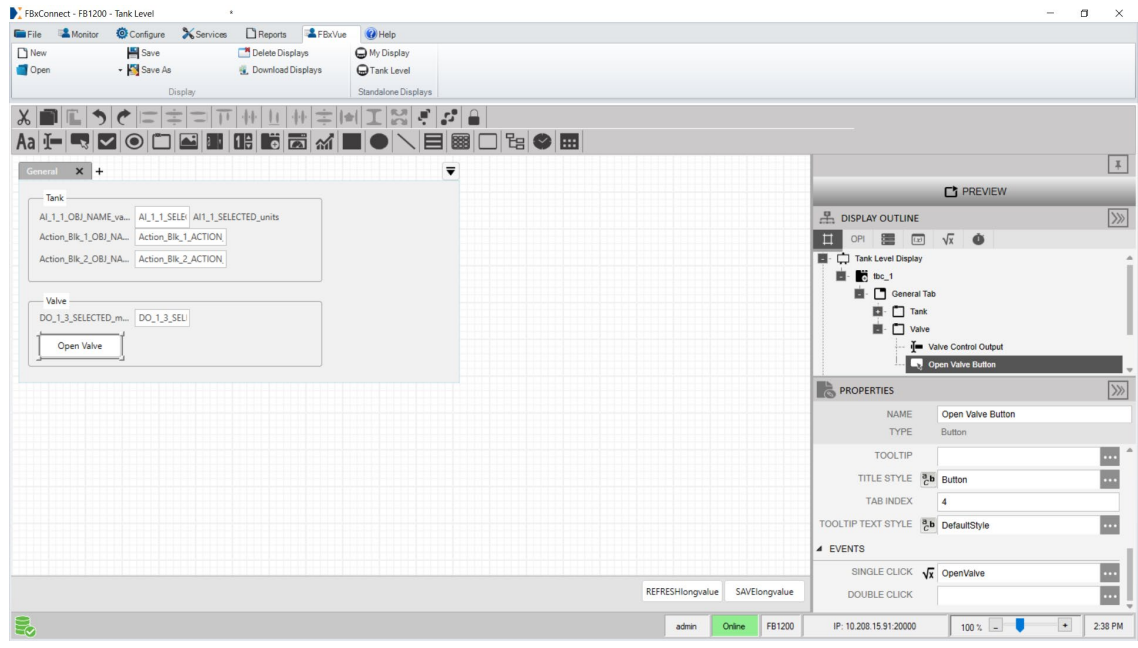 FBxConnect - FB1200 - Tank Level *
File Monitor Configure Services Reports FBxVue Help
New Save Delete Displays My Display
Open Save As Download Displays Tank Level
Display Standalone Displays
Aa
General X +
PREVIEW
DISPLAY OUTLINE
OPI
Tank Level Display
tbc_1
General Tab
Tank
Valve
Valve Control Output
Open Valve Button
Tank
AI_1_1_OBJ_NAME_va... AI_1_1_SELE AI1_1_SELECTED_units
Action_Blk_1_OBJ_NA... Action_Blk_1_ACTION_
Action_Blk_2_OBJ_NA... Action_Blk_2_ACTION_
Valve
DO_1_3_SELECTED_m... DO_1_3_SEL
Open Valve
PROPERTIES
NAME Open Valve Button
TYPE Button
TOOLTIP ...
TITLE STYLE Button ...
TAB INDEX 4
TOOLTIP TEXT STYLE DefaultStyle ...
EVENTS
SINGLE CLICK √x OpenValve ...
DOUBLE CLICK ...
REFRESHlongvalue SAVElongvalue
admin Online FB1200 IP: 10.208.15.91:20000 100 % - + 2:38 PM